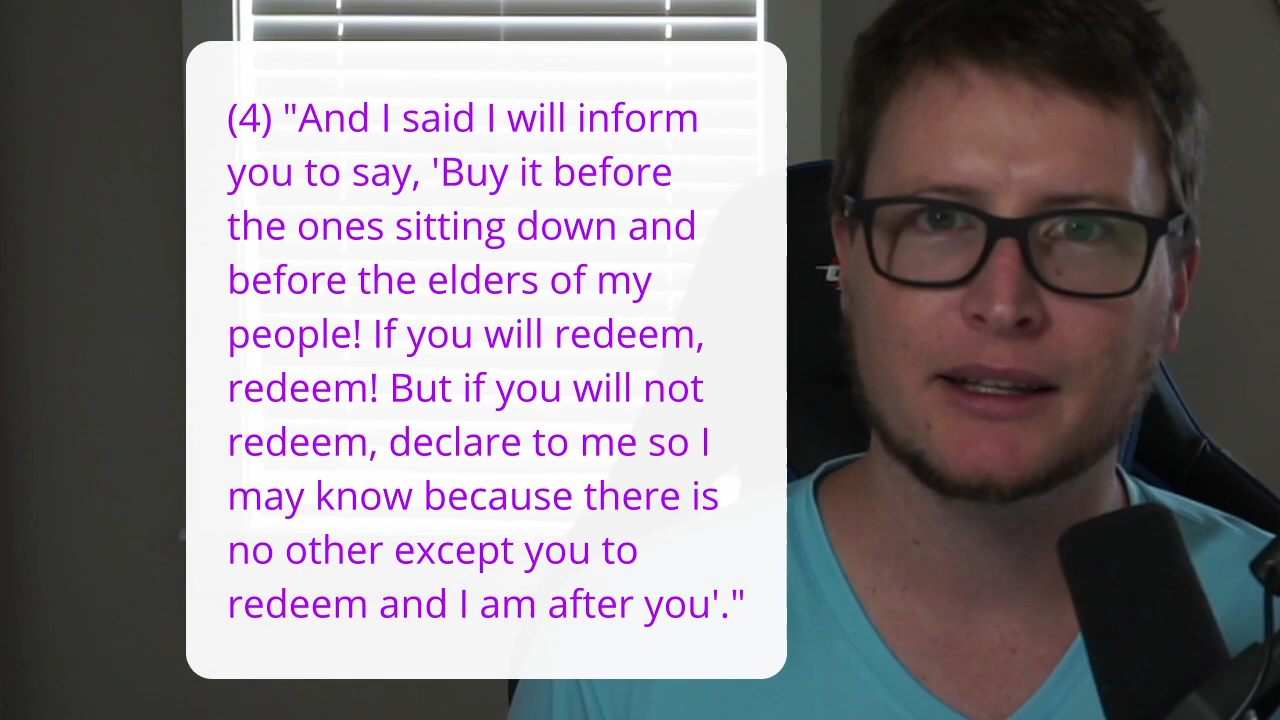 (4) "And I said I will inform
you to say, 'Buy it before
the ones sitting down and
before the elders of my
people! If you will redeem,
redeem! But if you will not
redeem, declare to me so I
may know because there is
no other except you to
redeem and I am after you'."